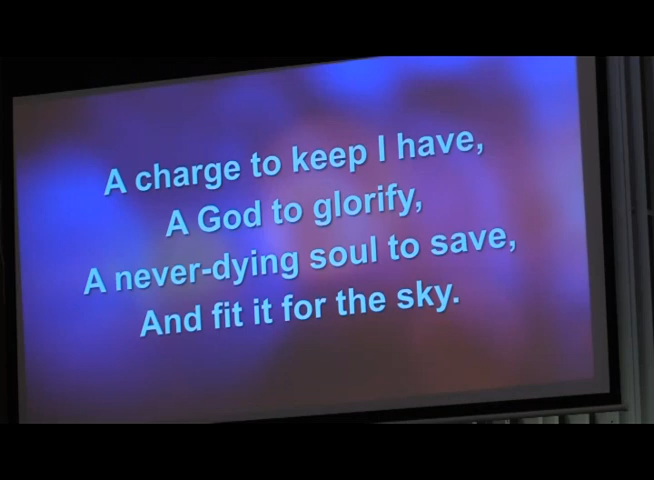 A charge to keep I have,
A God to glorify,
A never-dying soul to save,
And fit it for the sky.